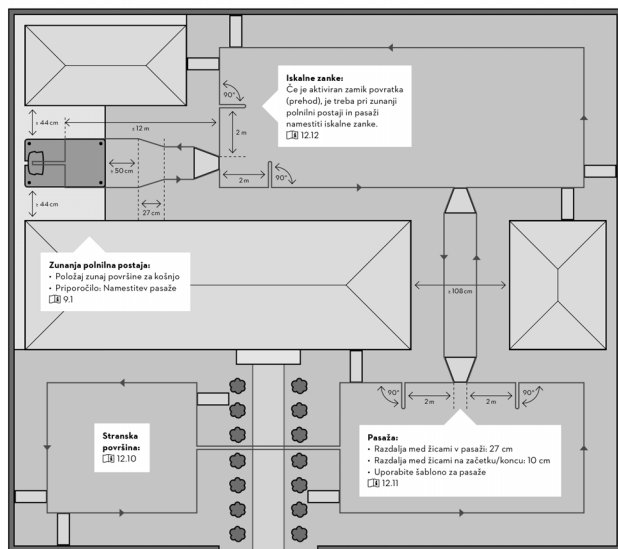 Iskalne zanke:
Če je aktiviran zamik povratka
(prehod), je treba pri zunanji
polnilni postaji in pasaži
namestiti iskalne zanke.
12.12
90°
± 44 cm
± 12 m
2 m
± 50 cm
2 m
90°
± 44 cm
27 cm
Zunanja polnilna postaja:
• Položaj zunaj površine za košnjo
• Priporočilo: Namestitev pasaže
9.1
± 108 cm
90°
2 m
2 m
90°
Stranska
površina:
12.10
Pasaža:
• Razdalja med žicami v pasaži: 27 cm
• Razdalja med žicami na začetku/koncu: 10 cm
• Uporabite šablono za pasaže
12.11